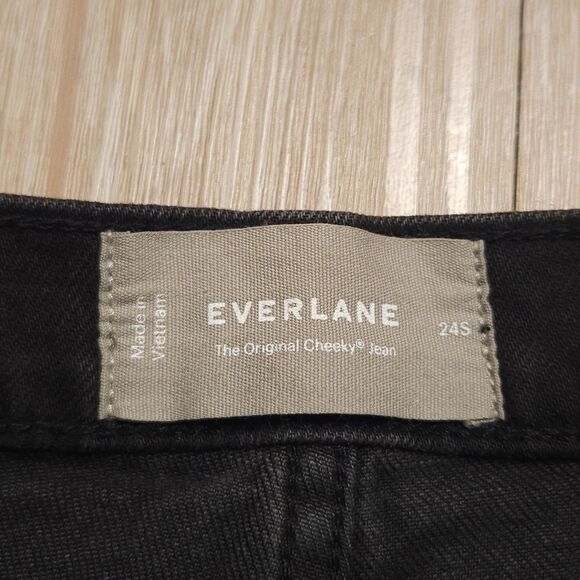 Made in
Vietnam
EVERLANE
The Original Cheeky® Jean
24S